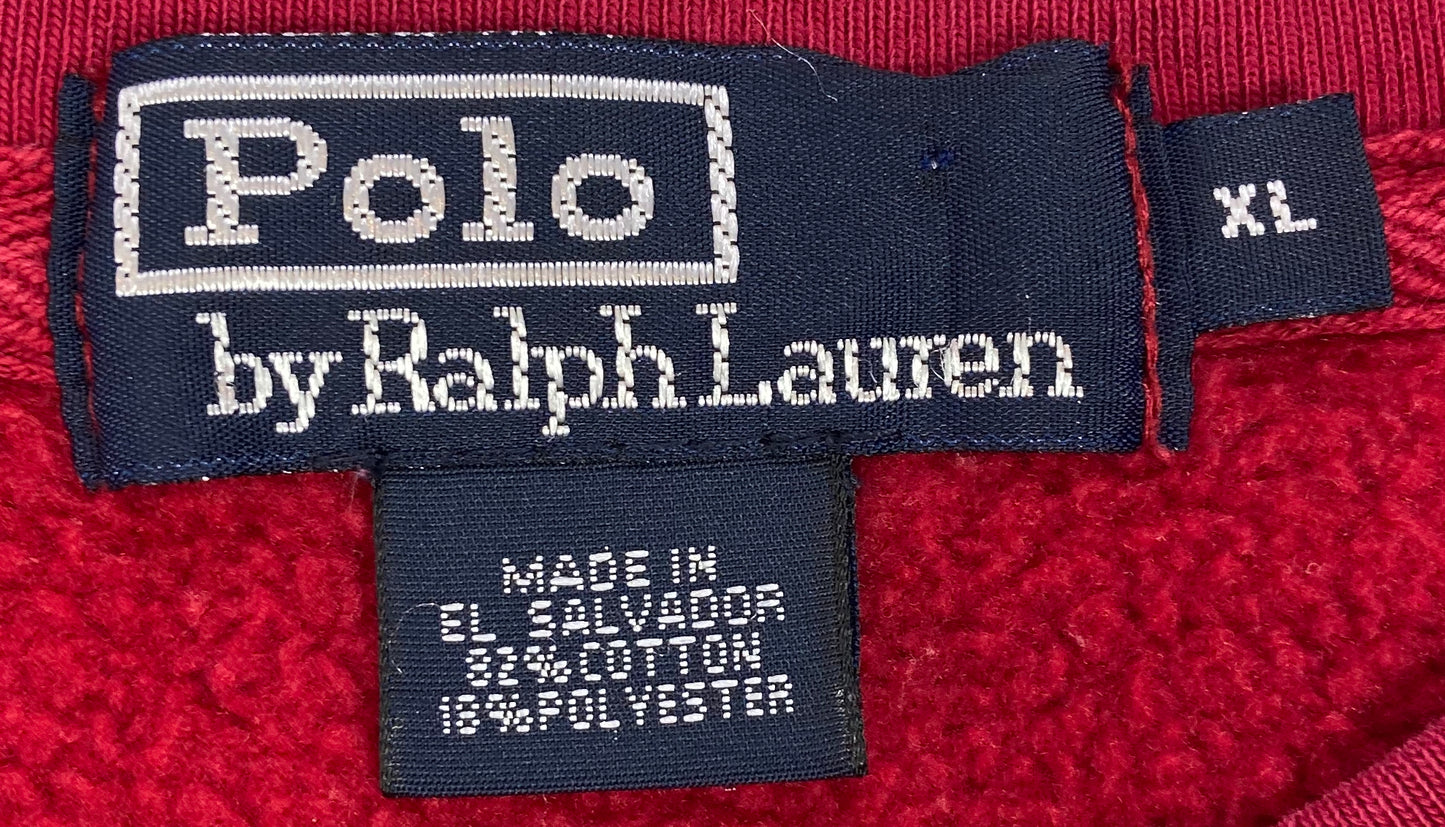 Polo
by Ralph Lauren
XL
MADE IN
EL SALVADOR
82% COTTON
18% POLYESTER